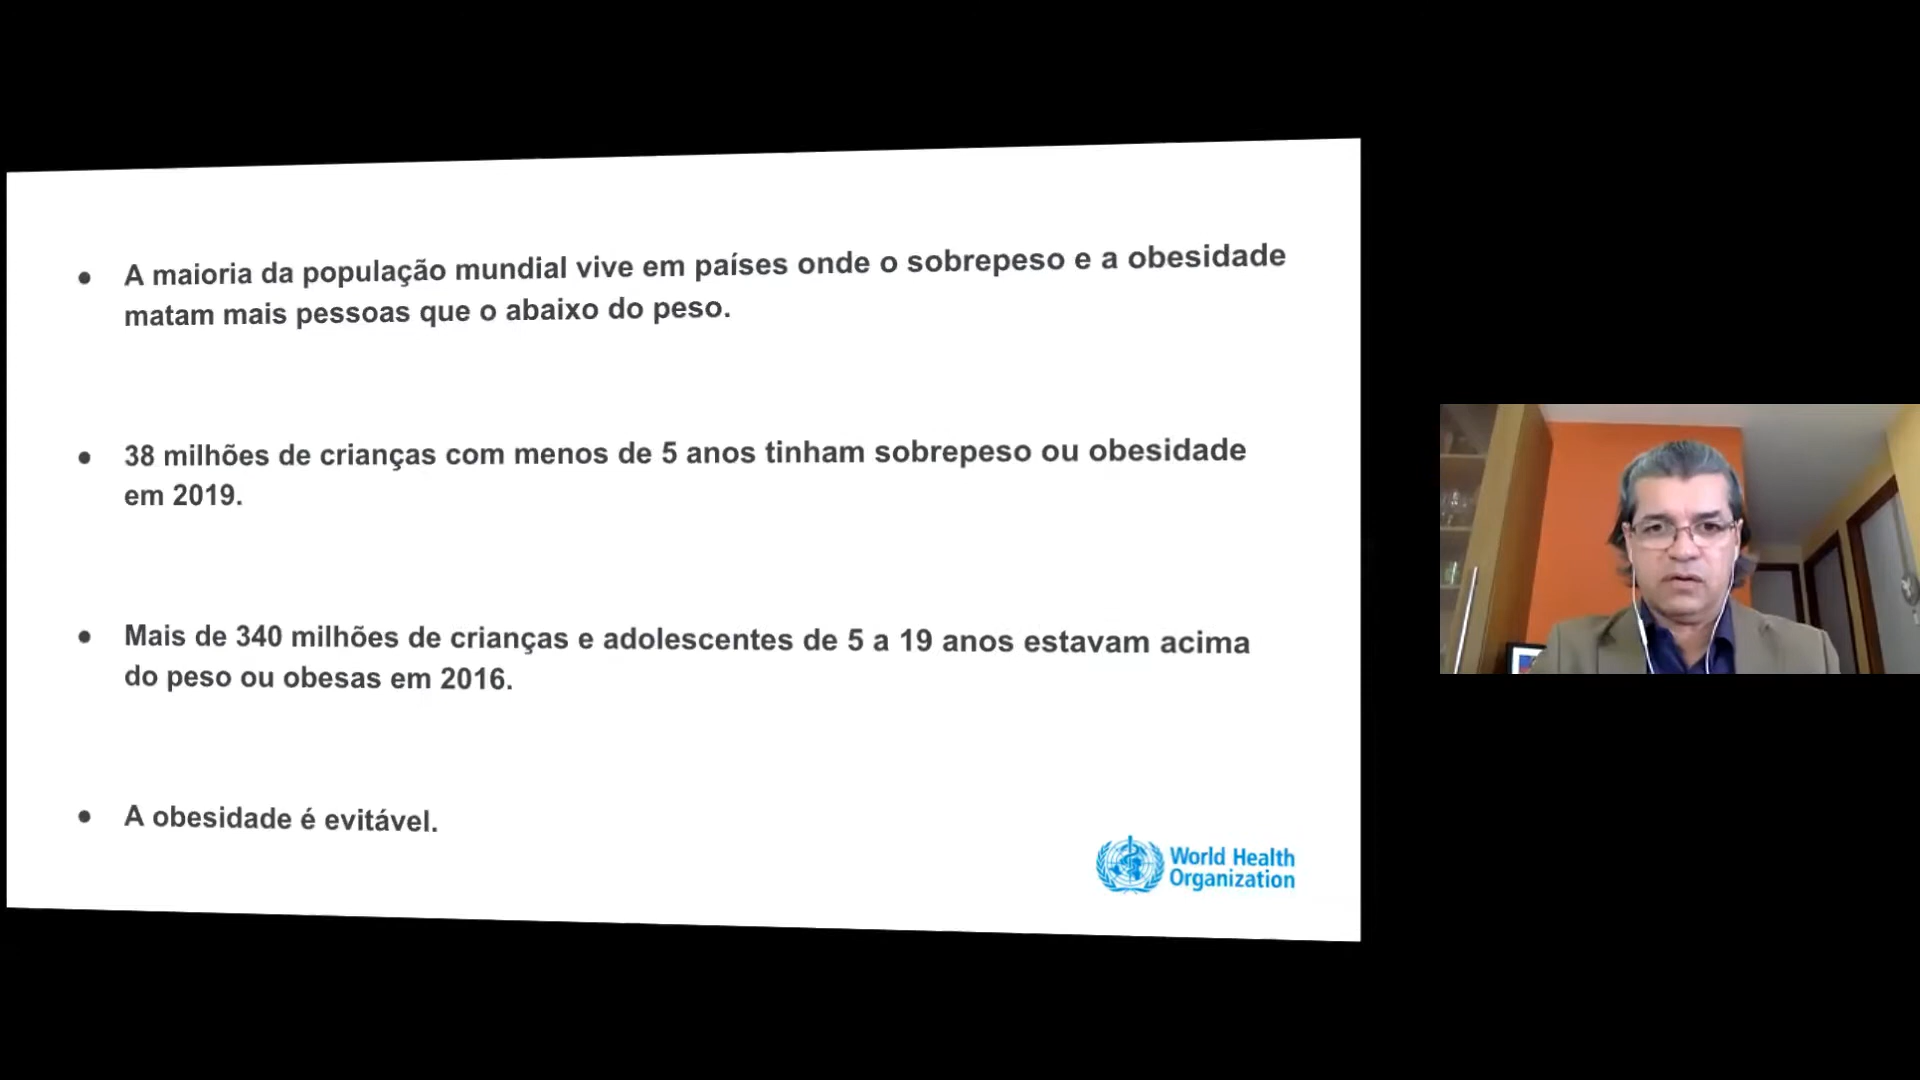 A maioria da população mundial vive em países onde o sobrepeso e a obesidade
matam mais pessoas que o abaixo do peso.
38 milhões de crianças com menos de 5 anos tinham sobrepeso ou obesidade
em 2019.
Mais de 340 milhões de crianças e adolescentes de 5 a 19 anos estavam acima
do peso ou obesas em 2016.
A obesidade é evitável.
World Health
Organization